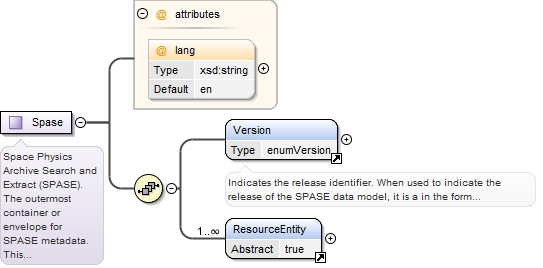 @ attributes
@ lang
Type xsd:string
Default en
Spase
Space Physics
Archive Search and
Extract (SPASE).
The outermost
container or
envelope for
SPASE metadata.
This...
Version
Type enumVersion
Indicates the release identifier. When used to indicate the
release of the SPASE data model, it is a in the form...
1..∞
ResourceEntity
Abstract true